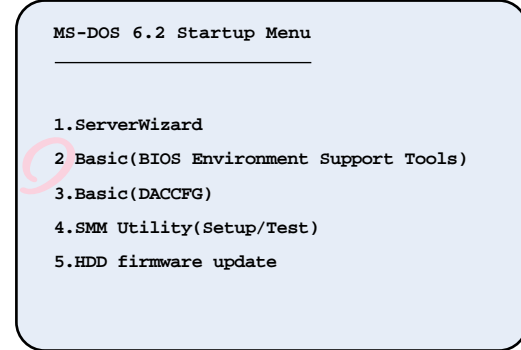 MS-DOS 6.2 Startup Menu
1.ServerWizard
2 Basic(BIOS Environment Support Tools)
3.Basic(DACCFG)
4.SMM Utility(Setup/Test)
5.HDD firmware update